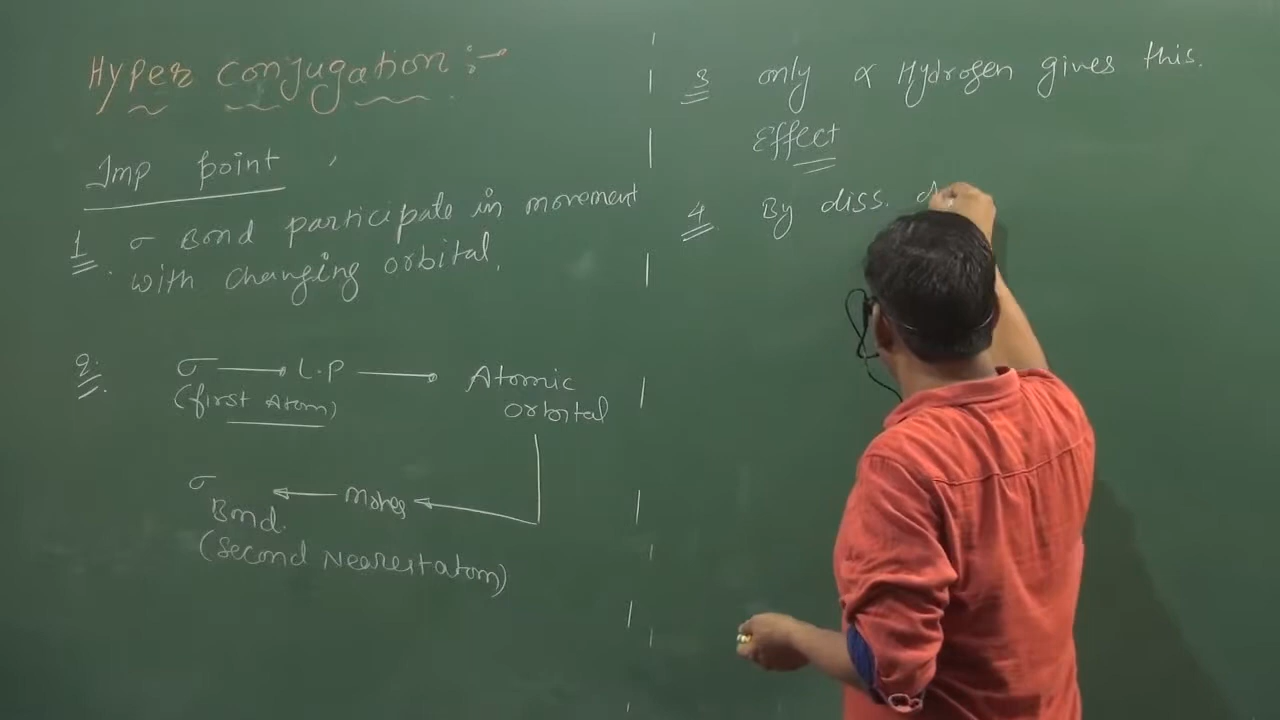 Hyper conjugation :-
Imp point
1. σ Bond participate in movement
with changing orbital.
2. σ → L.P → Atomic
(first Atom) orbital
σ ← makes ←
Bond.
(Second Nearest atom)
3 only α Hydrogen gives this.
Effect
4. By diss.